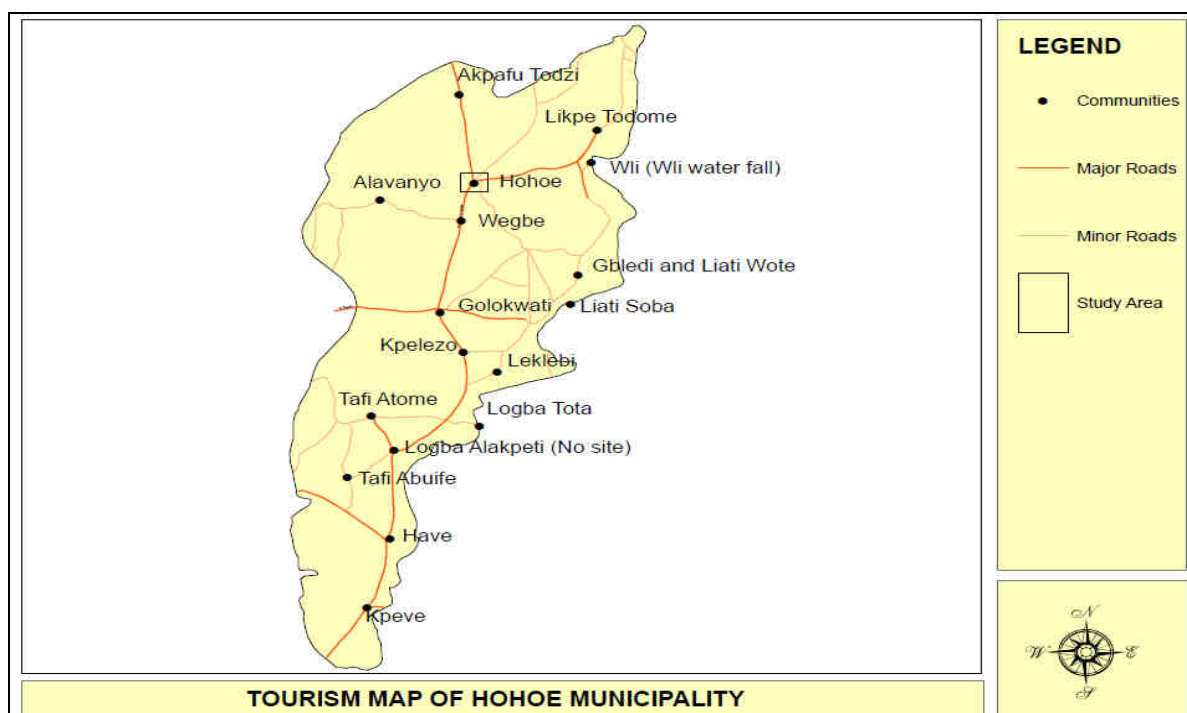 Akpafu Todzi
Likpe Todome
Wli (Wli water fall)
Hohoe
Alavanyo
Wegbe
Gbledi and Liati Wote
Liati Soba
Golokwati
Kpelezo
Leklebi
Tafi Atome
Logba Tota
Logba Alakpeti (No site)
Tafi Abuife
Have
Kpeve
TOURISM MAP OF HOHOE MUNICIPALITY
LEGEND
Communities
Major Roads
Minor Roads
Study Area
N
W
E
S